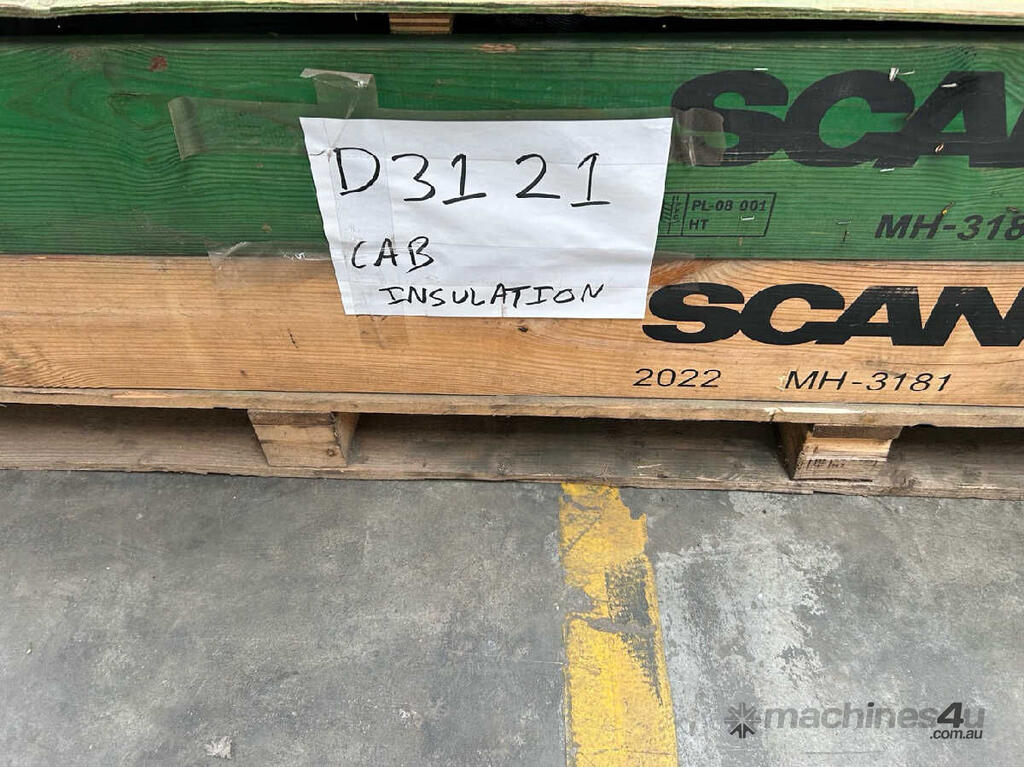 D3121
CAB
INSULATION
SCA
PL-08 001
HT
MH-318
SCAN
2022 MH-3181
machines4u
.com.au